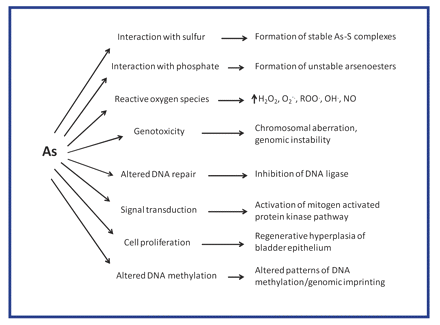 Interaction with sulfur
Formation of stable As-S complexes
Interaction with phosphate
Formation of unstable arsenoesters
Reactive oxygen species
↑H₂O₂, O₂⁻·, ROO·, OH·, NO
Genotoxicity
Chromosomal aberration,
genomic instability
As
Altered DNA repair
Inhibition of DNA ligase
Signal transduction
Activation of mitogen activated
protein kinase pathway
Cell proliferation
Regenerative hyperplasia of
bladder epithelium
Altered DNA methylation
Altered patterns of DNA
methylation/genomic imprinting